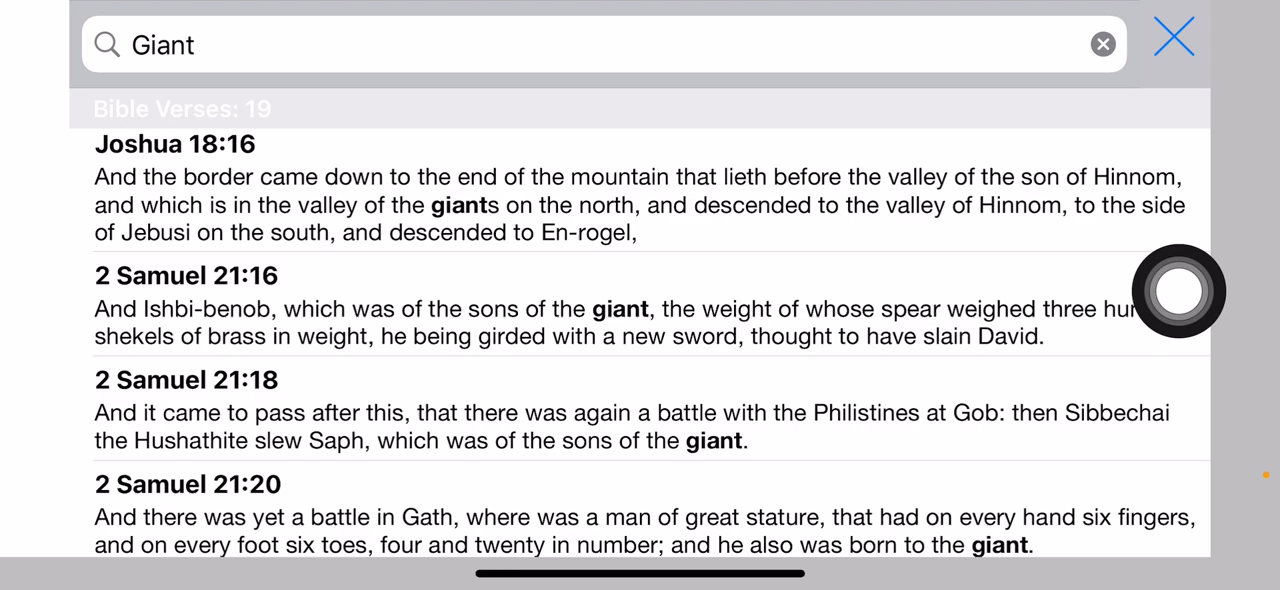 Giant
Bible Verses: 19
Joshua 18:16
And the border came down to the end of the mountain that lieth before the valley of the son of Hinnom,
and which is in the valley of the giants on the north, and descended to the valley of Hinnom, to the side
of Jebusi on the south, and descended to En-rogel,
2 Samuel 21:16
And Ishbi-benob, which was of the sons of the giant, the weight of whose spear weighed three
shekels of brass in weight, he being girded with a new sword, thought to have slain David.
2 Samuel 21:18
And it came to pass after this, that there was again a battle with the Philistines at Gob: then Sibbechai
the Hushathite slew Saph, which was of the sons of the giant.
2 Samuel 21:20
And there was yet a battle in Gath, where was a man of great stature, that had on every hand six fingers,
and on every foot six toes, four and twenty in number; and he also was born to the giant.